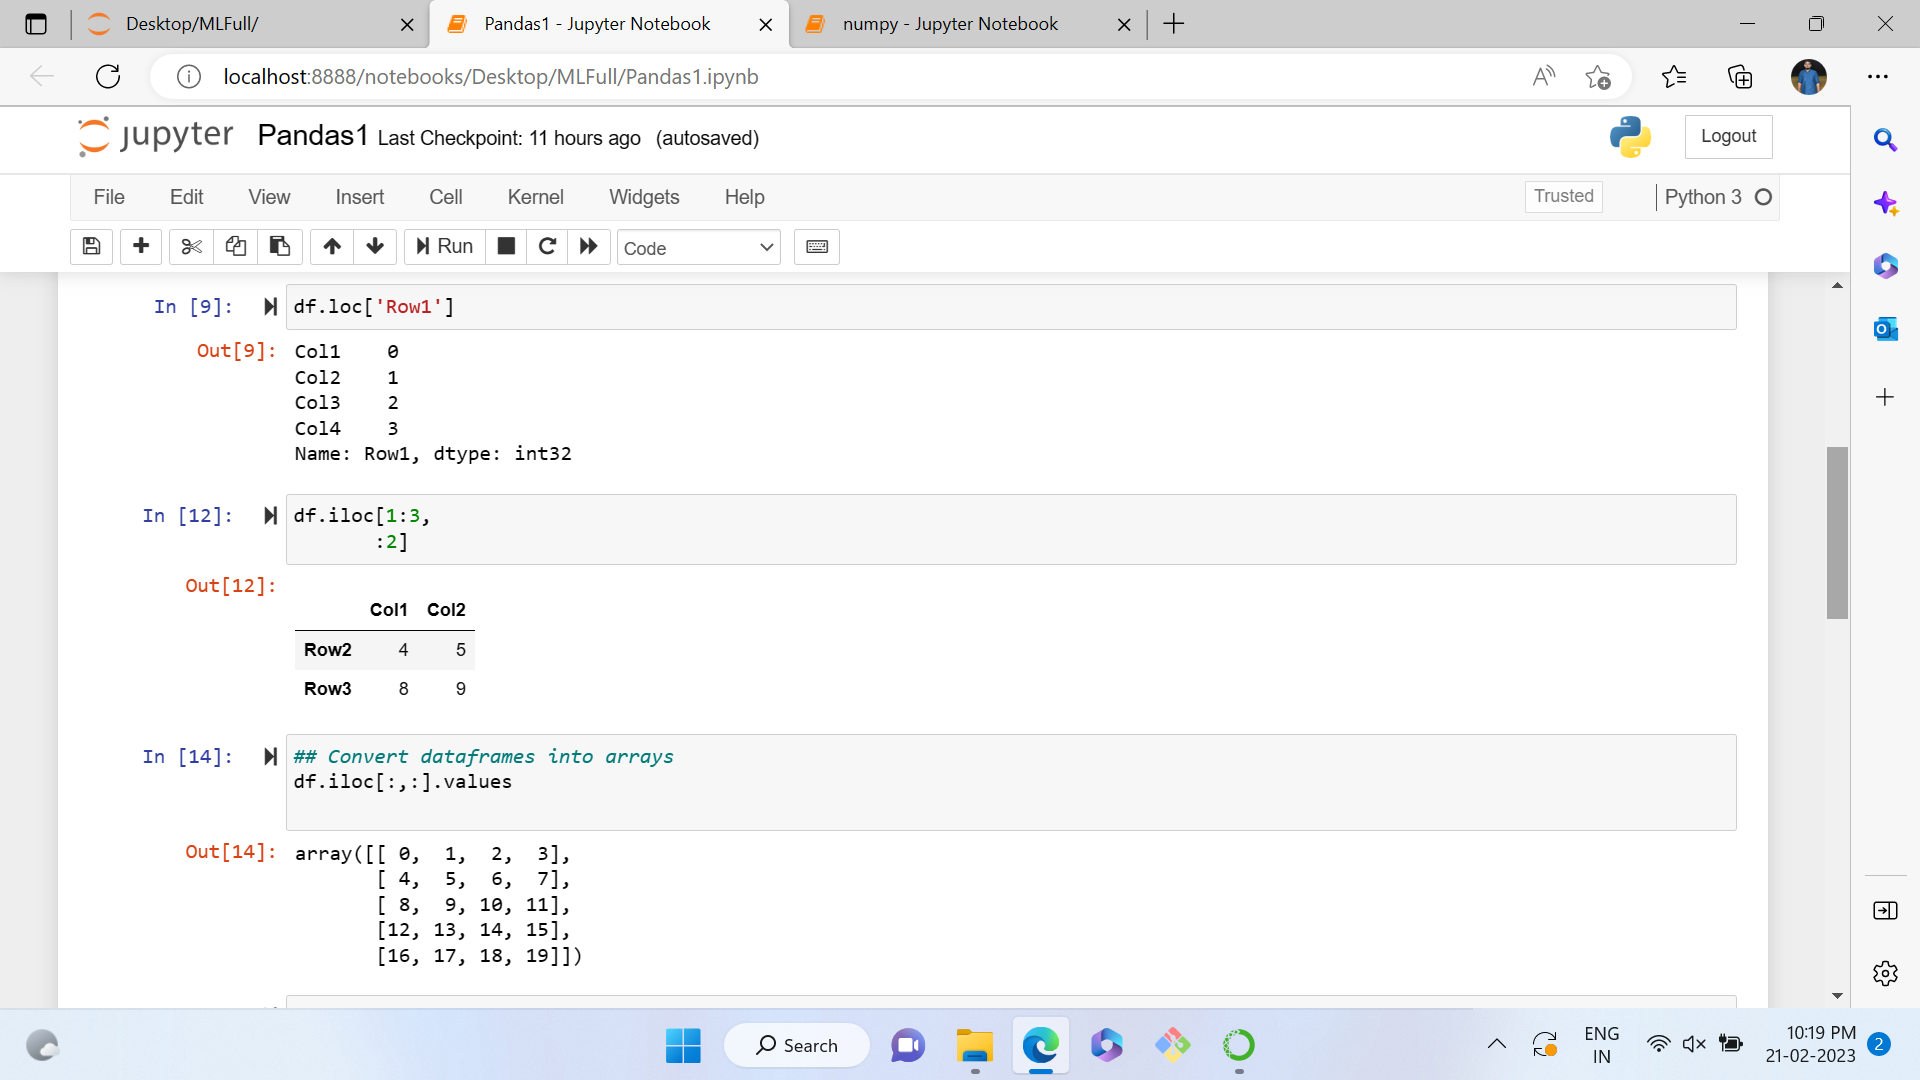 Desktop/MLFull/
Pandas1 - Jupyter Notebook
numpy - Jupyter Notebook
localhost:8888/notebooks/Desktop/MLFull/Pandas1.ipynb
jupyter Pandas1 Last Checkpoint: 11 hours ago (autosaved)
Logout
File Edit View Insert Cell Kernel Widgets Help
Trusted
Python 3
Run
Code
In [9]: df.loc['Row1']
Out[9]: Col1    0
Col2    1
Col3    2
Col4    3
Name: Row1, dtype: int32
In [12]: df.iloc[1:3,
:2]
Out[12]:
Col1 Col2
Row2 4 5
Row3 8 9
In [14]: ## Convert dataframes into arrays
df.iloc[:,:].values
Out[14]: array([[ 0,  1,  2,  3],
[ 4,  5,  6,  7],
[ 8,  9, 10, 11],
[12, 13, 14, 15],
[16, 17, 18, 19]])
Search
ENG
IN
10:19 PM
21-02-2023
2